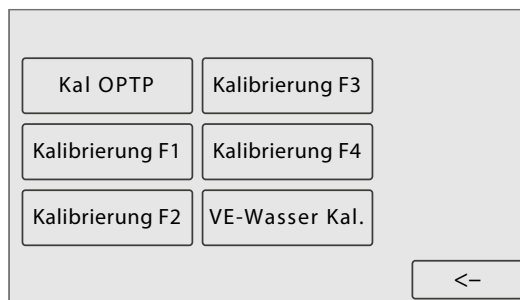 Kal OPTP
Kalibrierung F3
Kalibrierung F1
Kalibrierung F4
Kalibrierung F2
VE-Wasser Kal.
<–